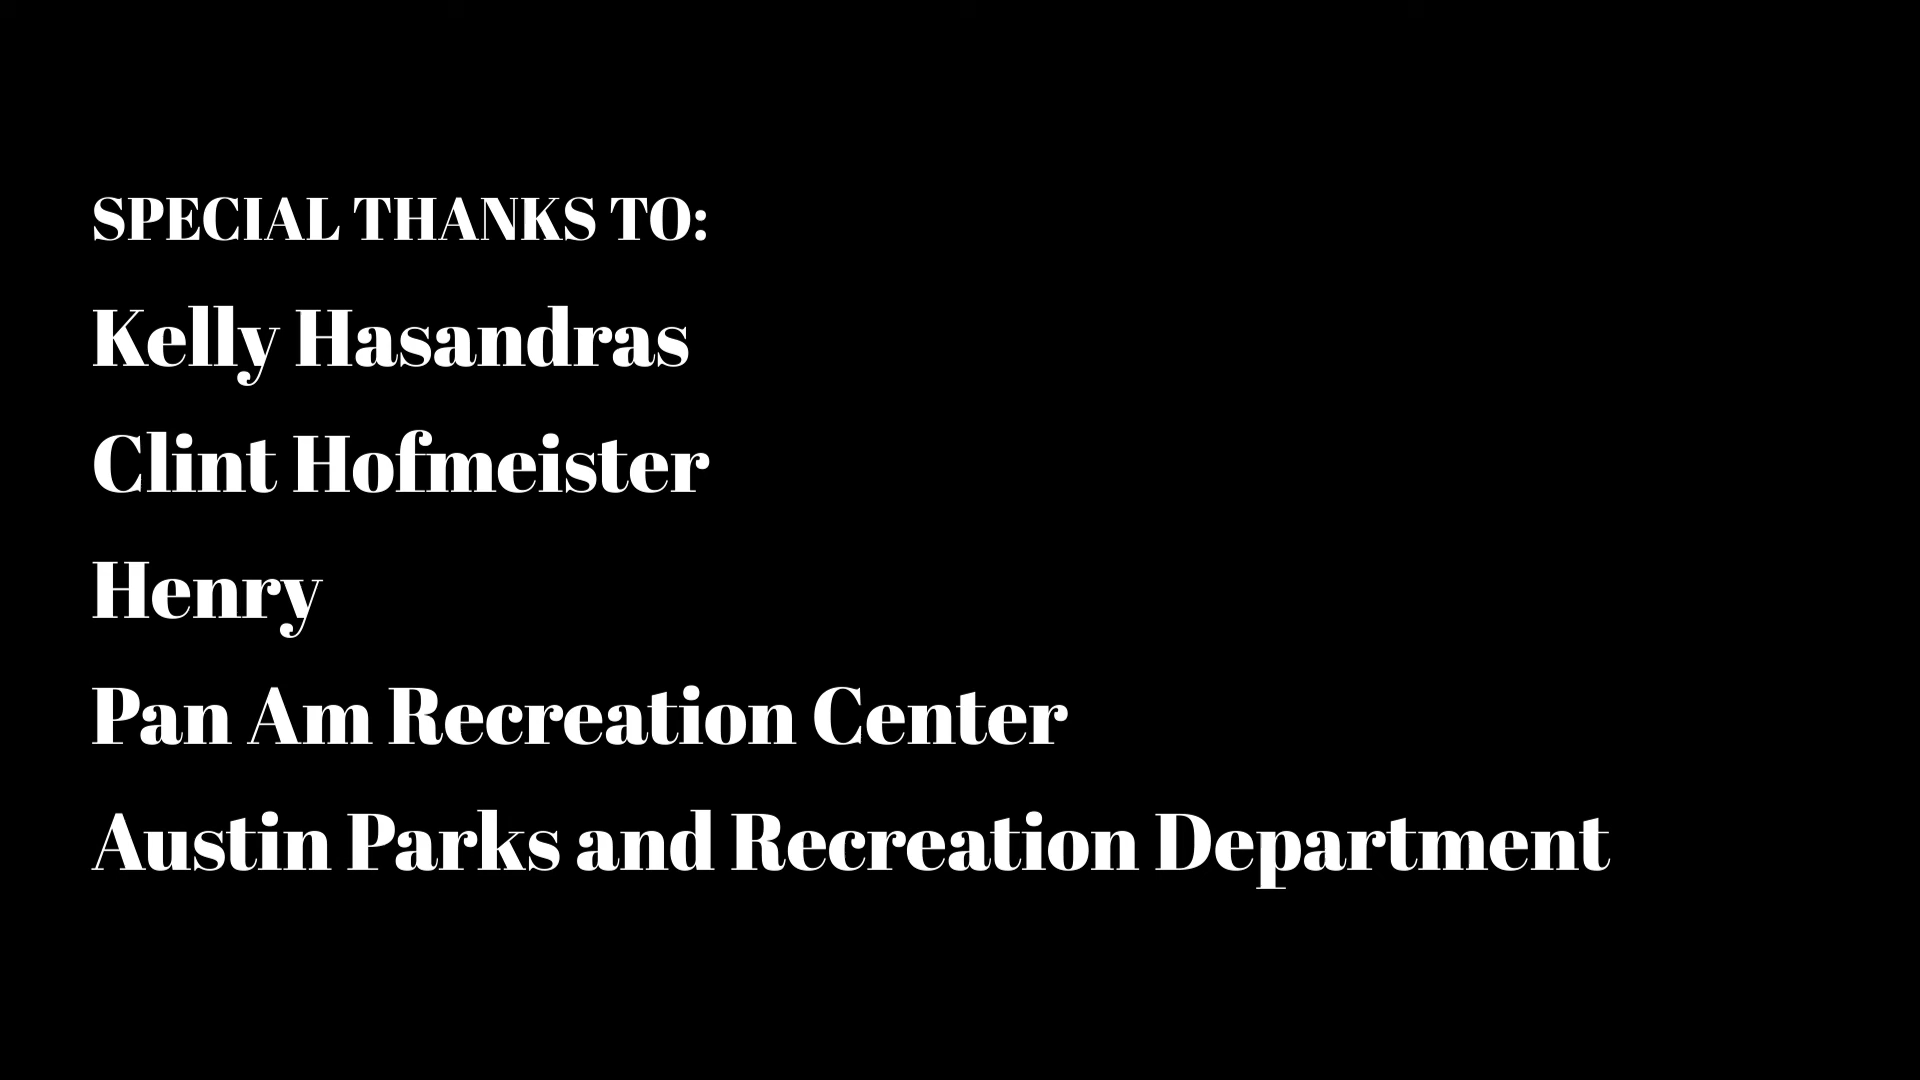 SPECIAL THANKS TO:
Kelly Hasandras
Clint Hofmeister
Henry
Pan Am Recreation Center
Austin Parks and Recreation Department